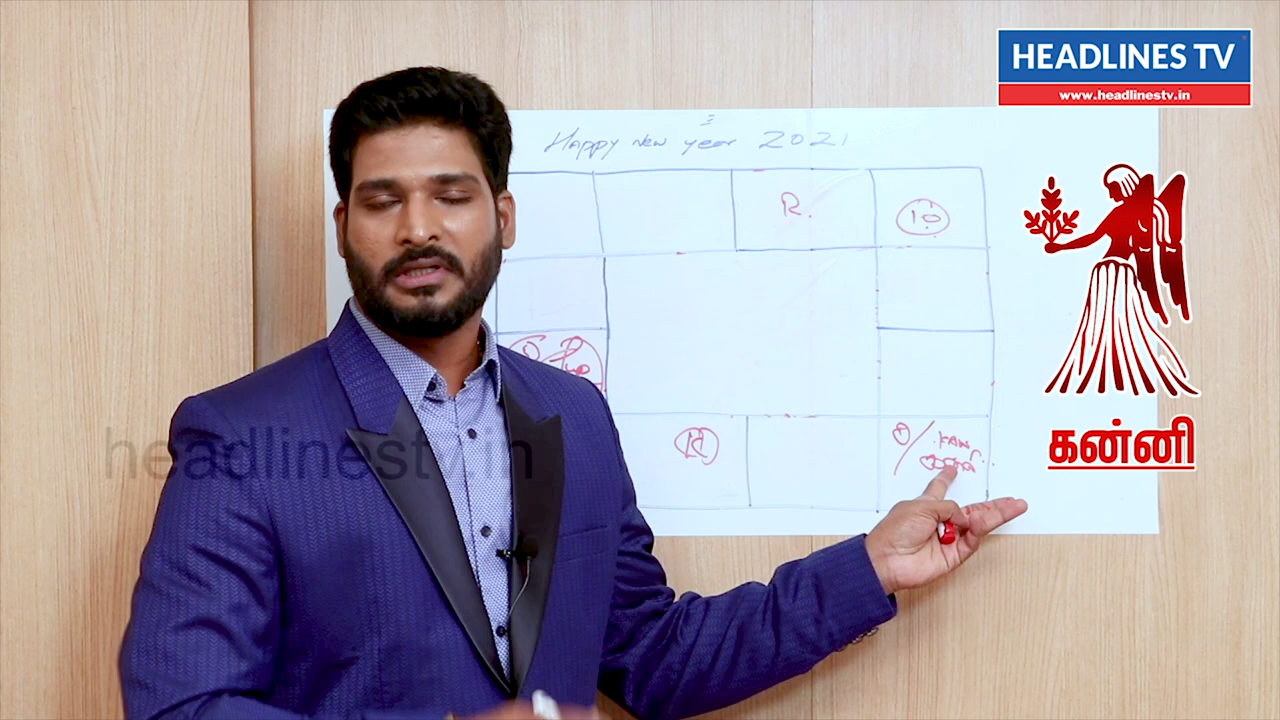 HEADLINES TV
www.headlinestv.in
Happy new year 2021
R.
10
கன்னி
headlinestv.in